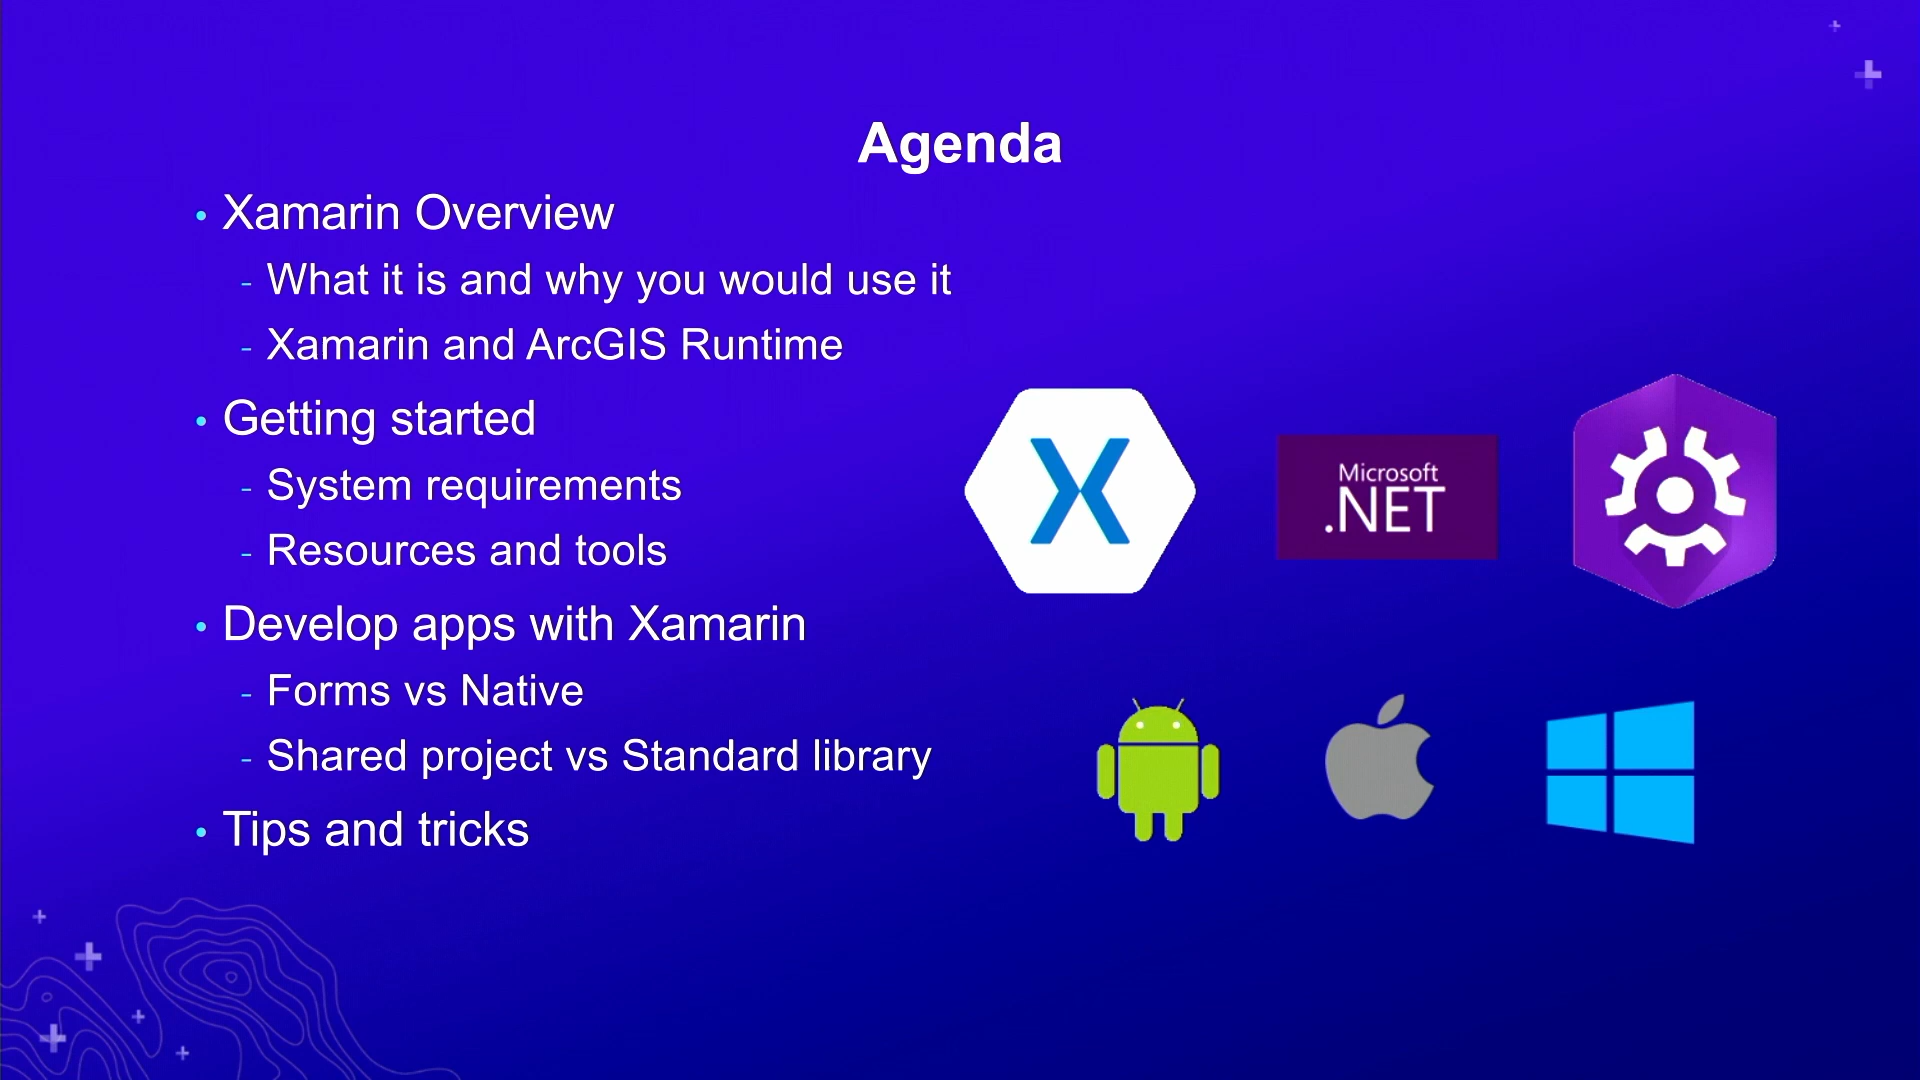 Agenda
• Xamarin Overview
- What it is and why you would use it
- Xamarin and ArcGIS Runtime
• Getting started
- System requirements
- Resources and tools
• Develop apps with Xamarin
- Forms vs Native
- Shared project vs Standard library
• Tips and tricks
X
Microsoft
.NET